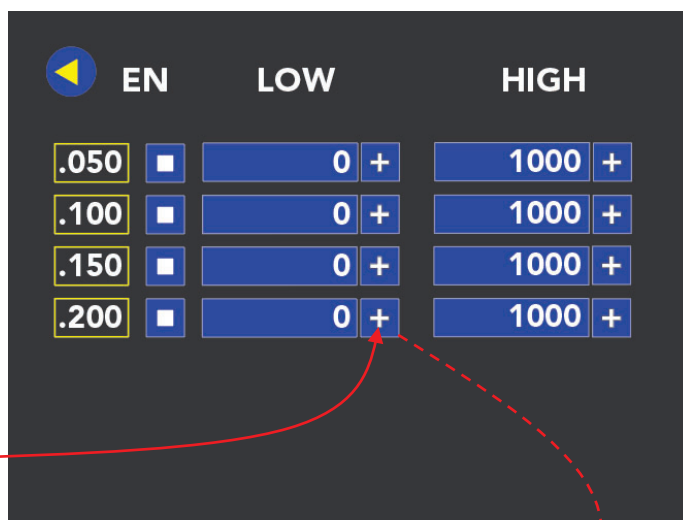 EN LOW HIGH
.050 0 + 1000 +
.100 0 + 1000 +
.150 0 + 1000 +
.200 0 + 1000 +